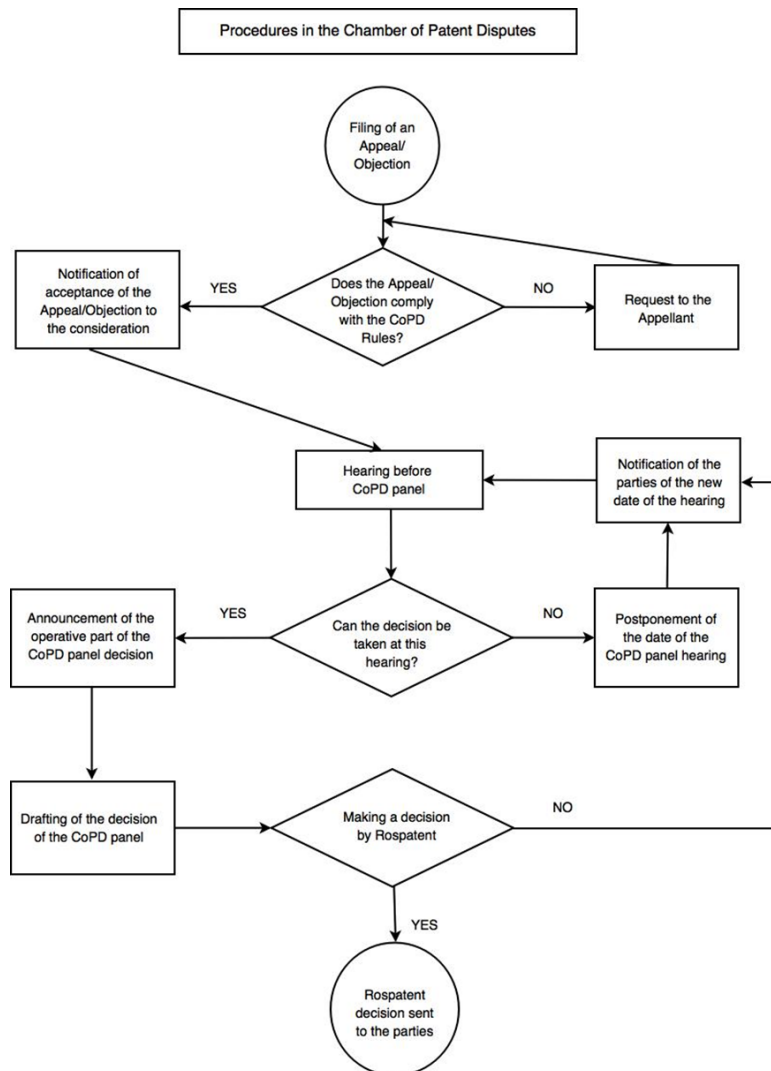 Procedures in the Chamber of Patent Disputes
Filing of an
Appeal/
Objection
Notification of
acceptance of the
Appeal/Objection to
the consideration
YES
Does the Appeal/
Objection comply
with the CoPD
Rules?
NO
Request to the
Appellant
Hearing before
CoPD panel
Notification of the
parties of the new
date of the hearing
Announcement of the
operative part of the
CoPD panel decision
YES
Can the decision be
taken at this
hearing?
NO
Postponement of
the date of the
CoPD panel hearing
Drafting of the decision
of the CoPD panel
Making a decision
by Rospatent
NO
YES
Rospatent
decision sent
to the parties